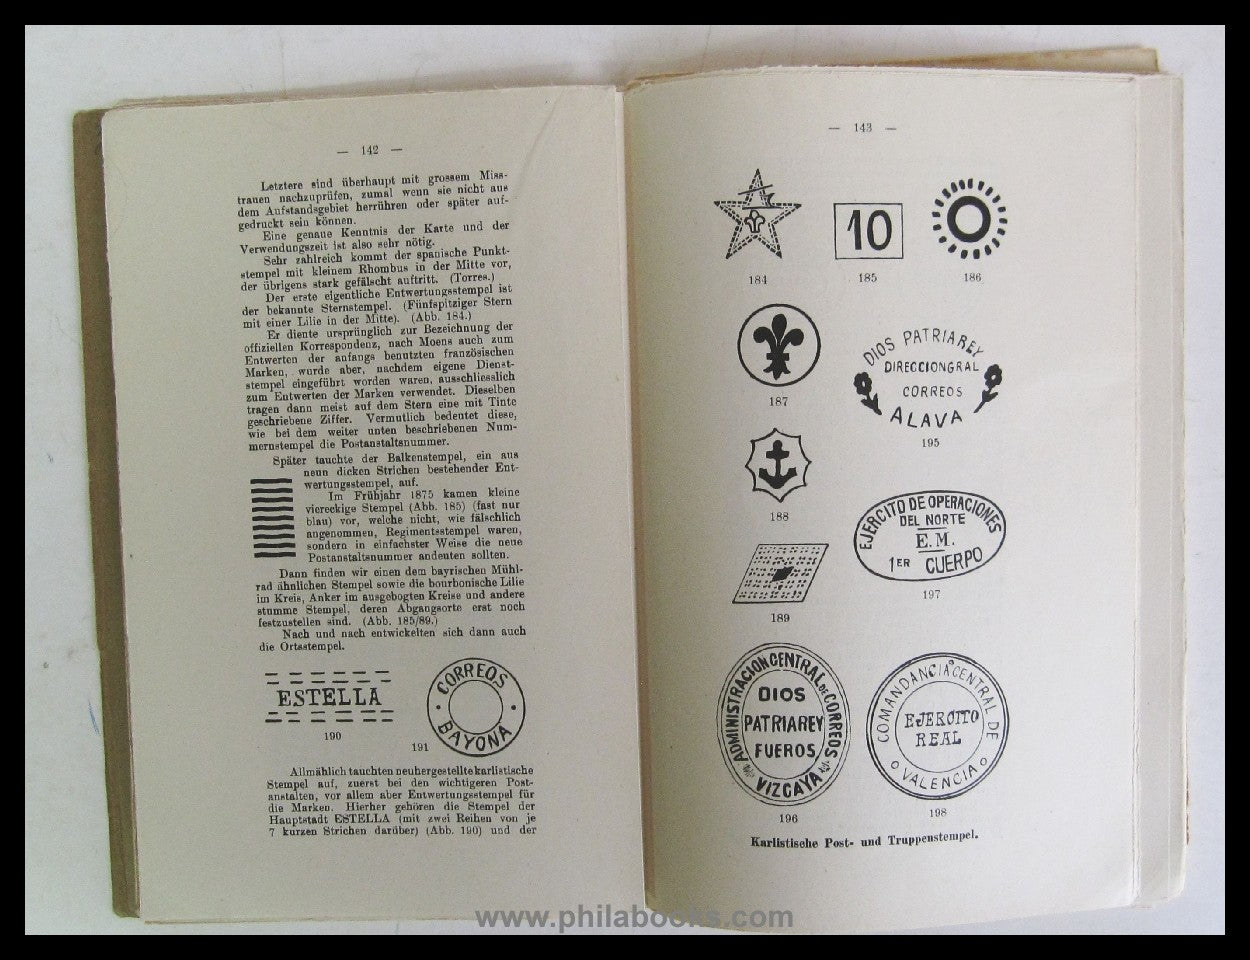 — 142 —
Letztere sind überhaupt mit grossem Miss-
trauen nachzuprüfen, zumal wenn sie nicht aus
dem Aufstandsgebiet herrühren oder später auf-
gedruckt sein können.
Eine genaue Kenntnis der Karte und der
Verwendungszeit ist also sehr nötig.
Sehr zahlreich kommt der spanische Punkt-
stempel mit kleinem Rhombus in der Mitte vor,
der übrigens stark gefälscht auftritt. (Torres.)
Der erste eigentliche Entwertungsstempel ist
der bekannte Sternstempel. (Fünfspitziger Stern
mit einer Lilie in der Mitte). (Abb. 184.)
Er diente ursprünglich zur Bezeichnung der
offiziellen Korrespondenz, nach Moens auch zum
Entwerten der anfangs benutzten französischen
Marken, wurde aber, nachdem eigene Dienst-
stempel eingeführt worden waren, ausschliesslich
zum Entwerten der Marken verwendet. Dieselben
tragen dann meist auf dem Stern eine mit Tinte
geschriebene Ziffer. Vermutlich bedeutet diese,
wie bei dem weiter unten beschriebenen Num-
mernstempel die Postanstaltsnummer.
Später tauchte der Balkenstempel, ein aus
neun dicken Strichen bestehender Ent-
wertungsstempel, auf.
Im Frühjahr 1875 kamen kleine
viereckige Stempel (Abb. 185) (fast nur
blau) vor, welche nicht, wie fälschlich
angenommen, Regimentsstempel waren,
sondern in einfachster Weise die neue
Postanstaltsnummer andeuten sollten.
Dann finden wir einen dem bayrischen Mühl-
rad ähnlichen Stempel sowie die bourbonische Lilie
im Kreis, Anker im ausgebogten Kreise und andere
stumme Stempel, deren Abgangsorte erst noch
festzustellen sind. (Abb. 185/89.)
Nach und nach entwickelten sich dann auch
die Ortsstempel.
ESTELLA
190
CORREOS
BAYONA
191
Allmählich tauchten neuhergestellte karlistische
Stempel auf, zuerst bei den wichtigeren Post-
anstalten, vor allem aber Entwertungsstempel für
die Marken. Hierher gehören die Stempel der
Hauptstadt ESTELLA (mit zwei Reihen von je
7 kurzen Strichen darüber) (Abb. 190) und der
— 143 —
184
10
185
186
187
DIOS PATRIA REY
DIRECCION GRAL
CORREOS
ALAVA
195
188
EJERCITO DE OPERACIONES
DEL NORTE
E.M.
1ER CUERPO
197
189
ADMINISTRACION CENTRAL DE CORREOS
DIOS
PATRIA REY
FUEROS
VIZCAYA
196
COMANDANCIA CENTRAL DE
EJERCITO
REAL
VALENCIA
198
Karlistische Post- und Truppenstempel.
www.philabooks.com